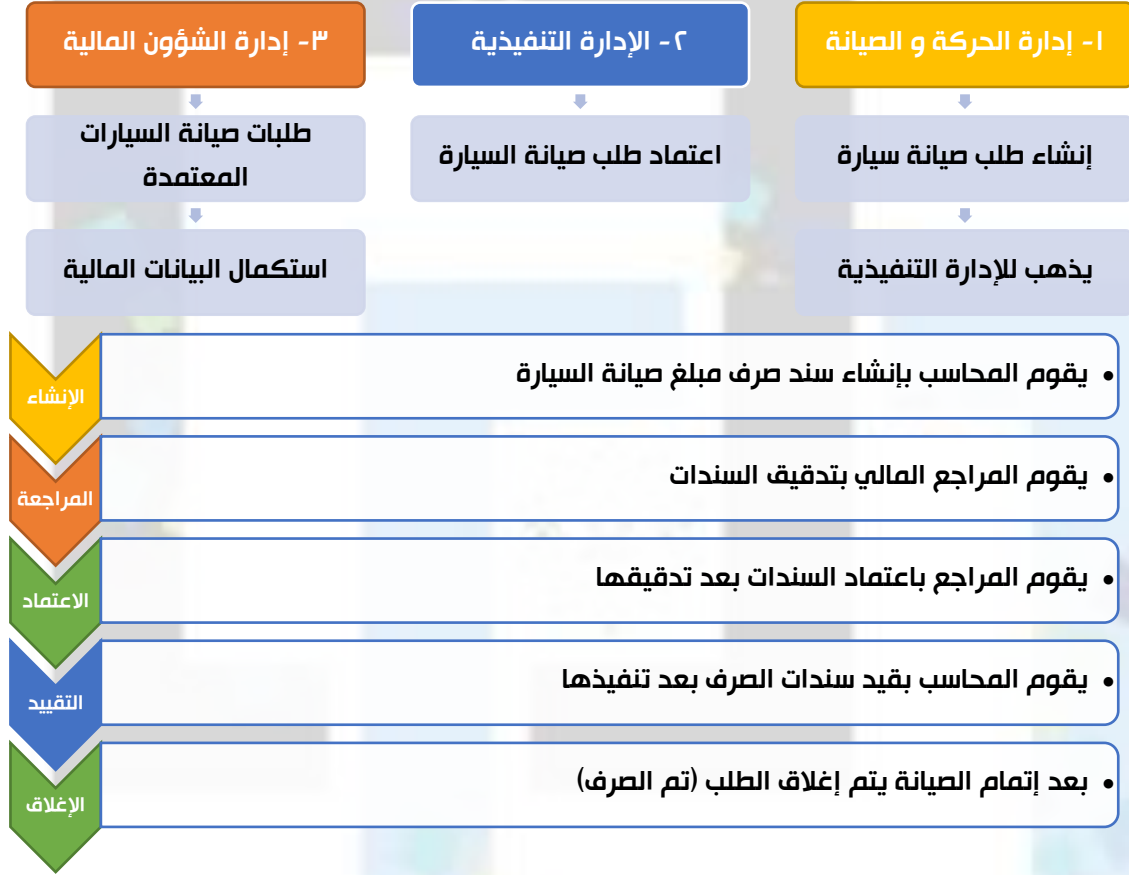 ١- إدارة الحركة و الصيانة
٢- الإدارة التنفيذية
٣- إدارة الشؤون المالية
إنشاء طلب صيانة سيارة
اعتماد طلب صيانة السيارة
طلبات صيانة السيارات
المعتمدة
يذهب للإدارة التنفيذية
استكمال البيانات المالية
الإنشاء
• يقوم المحاسب بإنشاء سند صرف مبلغ صيانة السيارة
المراجعة
• يقوم المراجع المالي بتدقيق السندات
الاعتماد
• يقوم المراجع باعتماد السندات بعد تدقيقها
التقييد
• يقوم المحاسب بقيد سندات الصرف بعد تنفيذها
الإغلاق
• بعد إتمام الصيانة يتم إغلاق الطلب (تم الصرف)